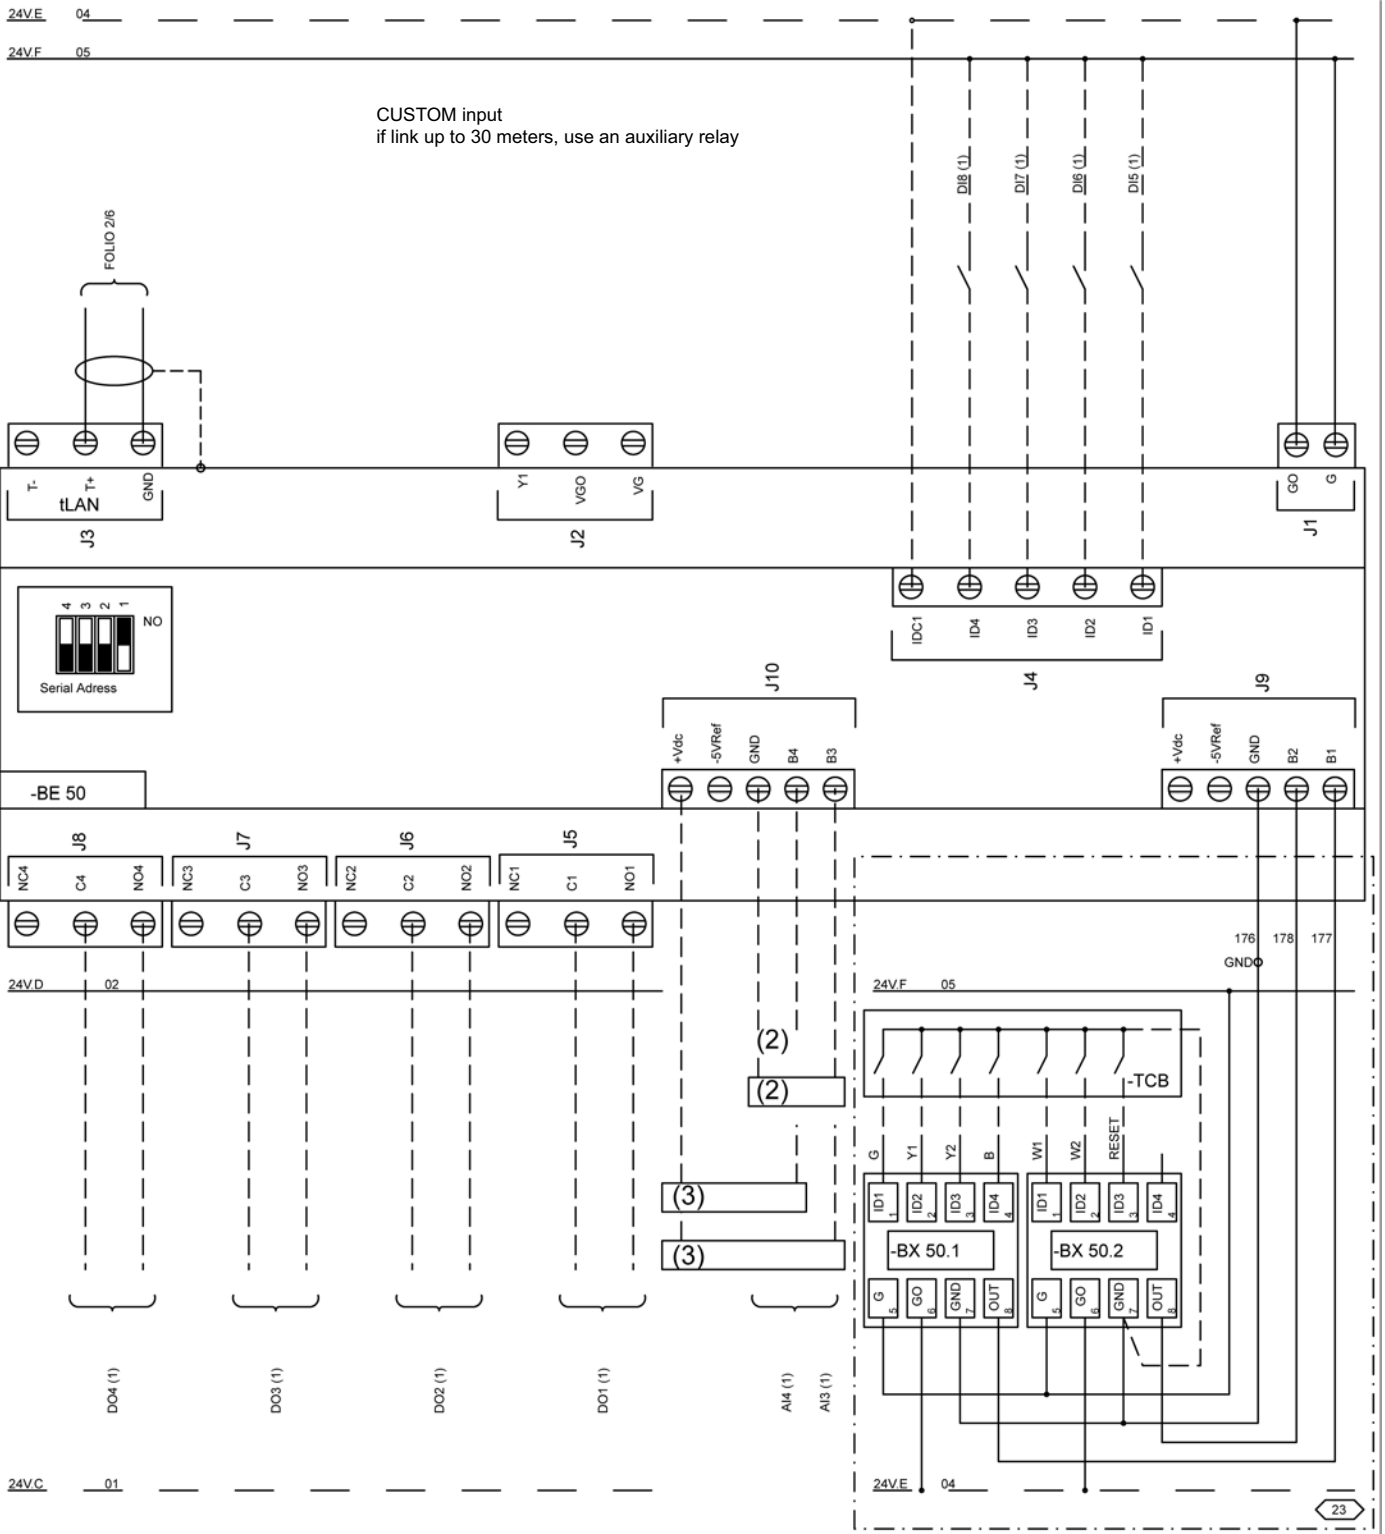 24V.E 04
24V.F 05
CUSTOM input
if link up to 30 meters, use an auxiliary relay
DI8 (1) DI7 (1) DI6 (1) DI5 (1)
FOLIO 2/6
T- T+ GND
tLAN
J3
Y1 VGO VG
J2
GO G
J1
4 3 2 1
NO
Serial Adress
IDC1 ID4 ID3 ID2 ID1
J4
J10
+Vdc -5VRef GND B4 B3
J9
+Vdc -5VRef GND B2 B1
-BE 50
J8 J7 J6 J5
NC4 C4 NO4 NC3 C3 NO3 NC2 C2 NO2 NC1 C1 NO1
176 178 177
GND
24V.D 02
24V.F 05
(2)
(2)
-TCB
G Y1 Y2 B W1 W2 RESET
(3)
ID1 1 ID2 2 ID3 3 ID4 4 ID1 1 ID2 2 ID3 3 ID4 4
(3)
-BX 50.1 -BX 50.2
G 5 GO 6 GND 7 OUT 8 G 5 GO 6 GND 7 OUT 8
DO4 (1) DO3 (1) DO2 (1) DO1 (1) AI4 (1) AI3 (1)
24V.C 01
24V.E 04
23